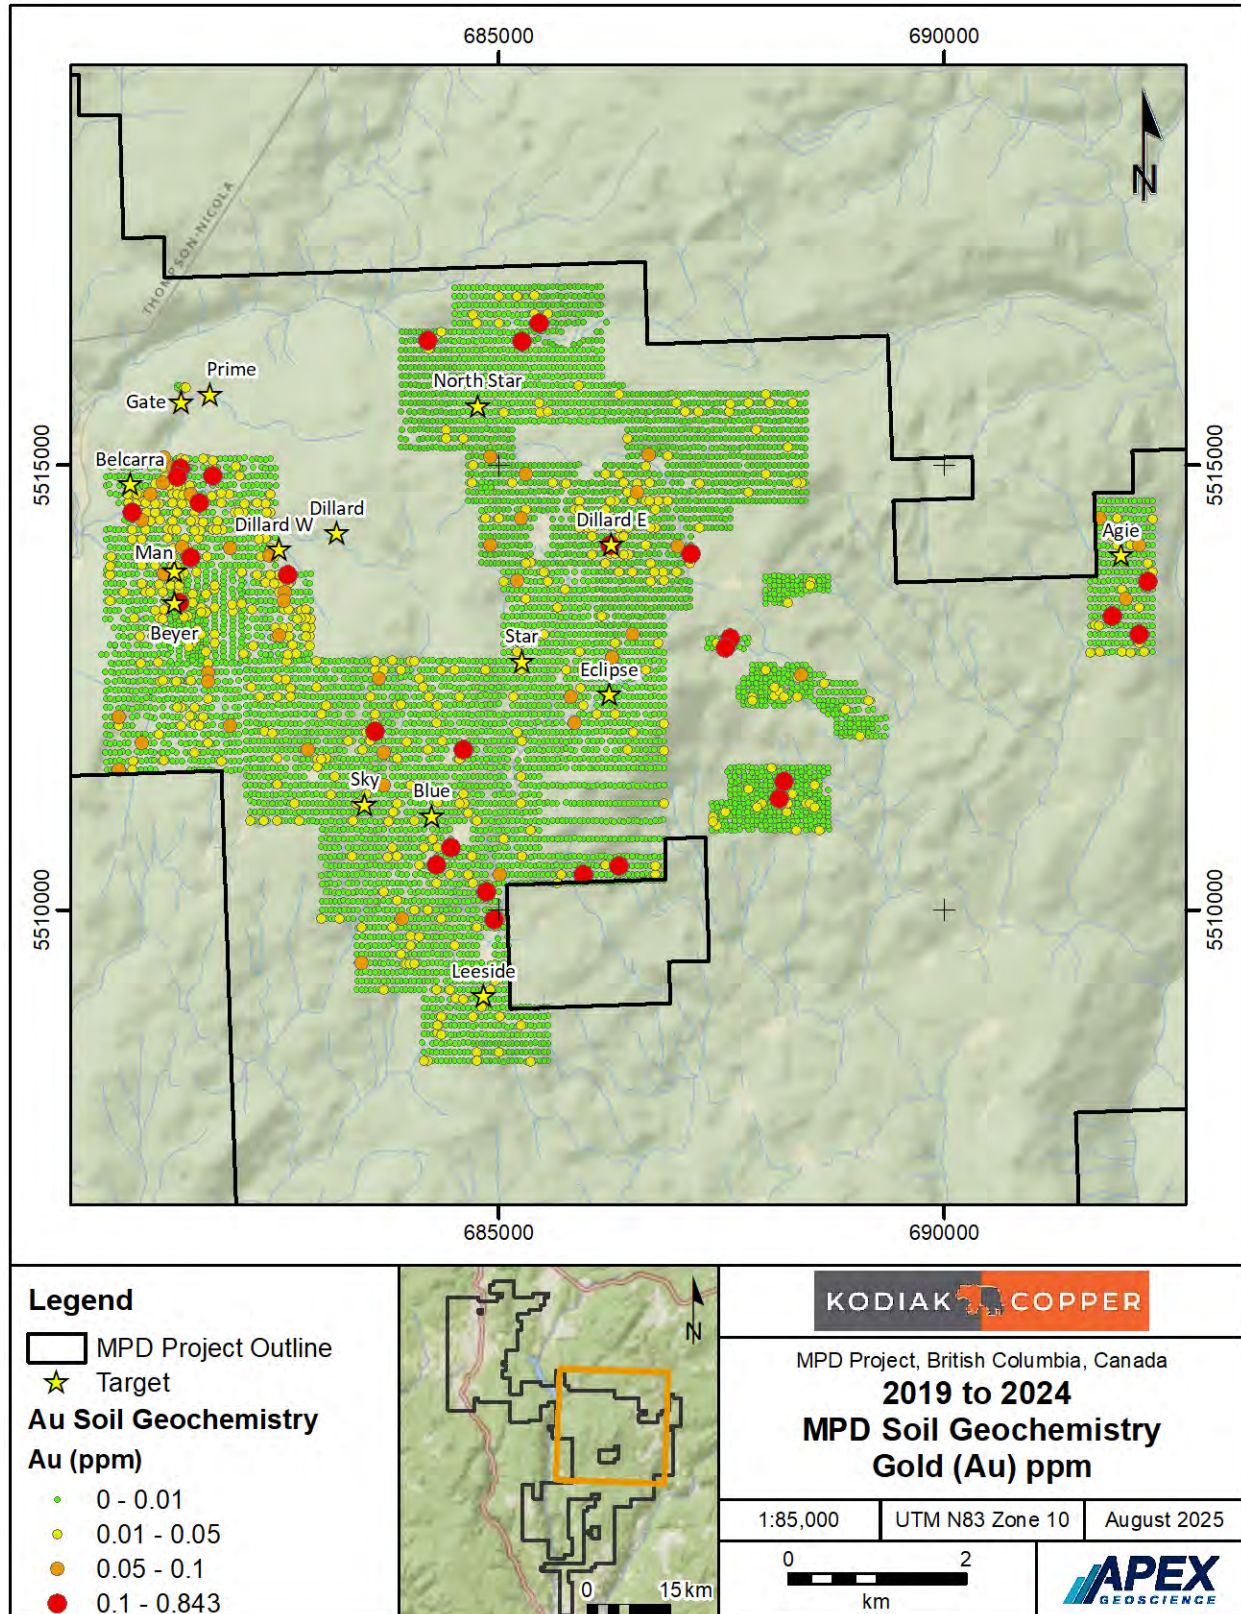 685000
690000
N
THOMPSON-NICOLA
5515000
5515000
Prime
Gate
North Star
Belcarra
Dillard
Dillard W
Dillard E
Agie
Man
Beyer
Star
Eclipse
Sky
Blue
5510000
5510000
Leeside
685000
690000
Legend
MPD Project Outline
Target
Au Soil Geochemistry
Au (ppm)
0 - 0.01
0.01 - 0.05
0.05 - 0.1
0.1 - 0.843
N
0 15 km
KODIAK COPPER
MPD Project, British Columbia, Canada
2019 to 2024
MPD Soil Geochemistry
Gold (Au) ppm
1:85,000 UTM N83 Zone 10 August 2025
0 2
km
APEX
GEOSCIENCE